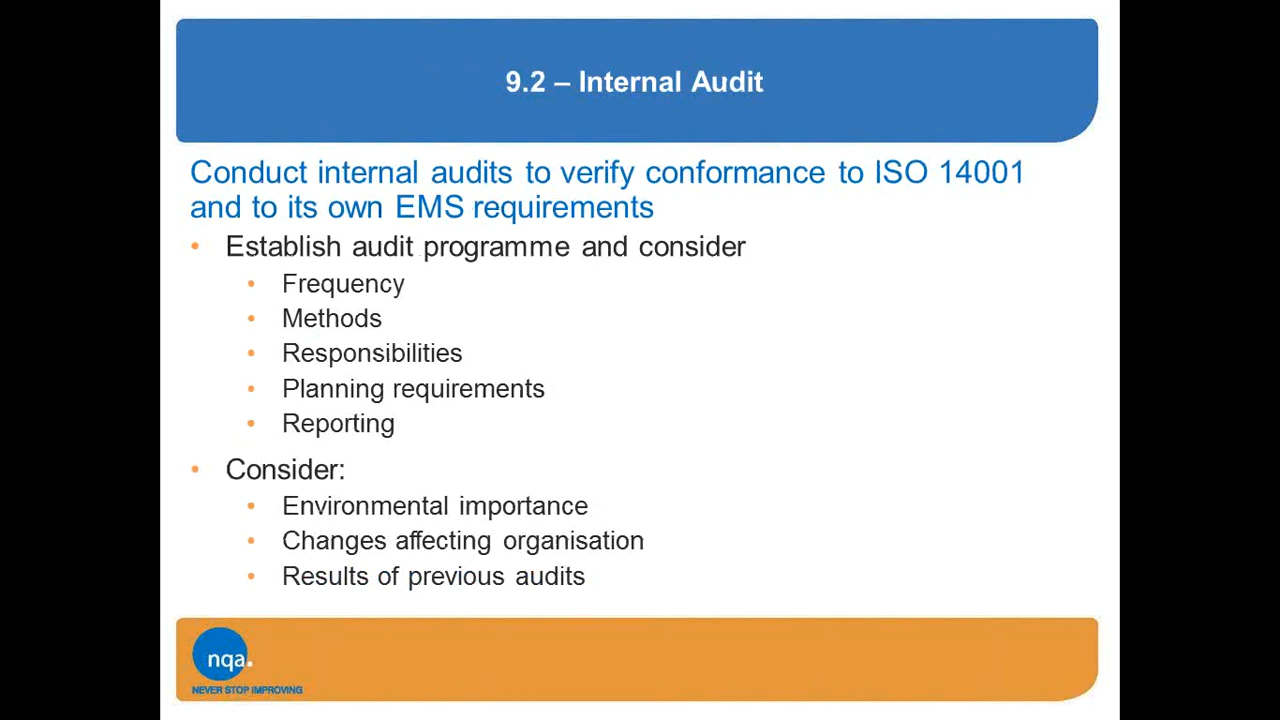 9.2 – Internal Audit
Conduct internal audits to verify conformance to ISO 14001
and to its own EMS requirements
• Establish audit programme and consider
• Frequency
• Methods
• Responsibilities
• Planning requirements
• Reporting
• Consider:
• Environmental importance
• Changes affecting organisation
• Results of previous audits
nqa.
NEVER STOP IMPROVING